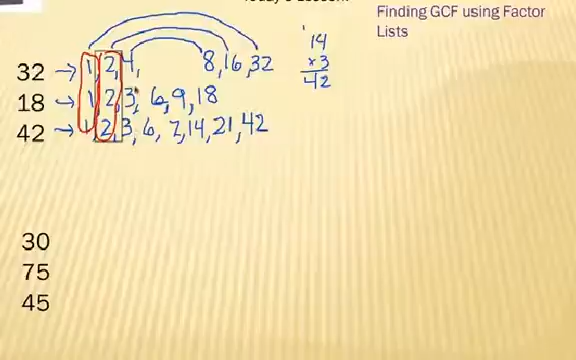 Finding GCF using Factor
Lists
32 → 1, 2, 4, 8, 16, 32
18 → 1, 2, 3, 6, 9, 18
42 → 1, 2, 3, 6, 7, 14, 21, 42
1
14
× 3
42
30
75
45